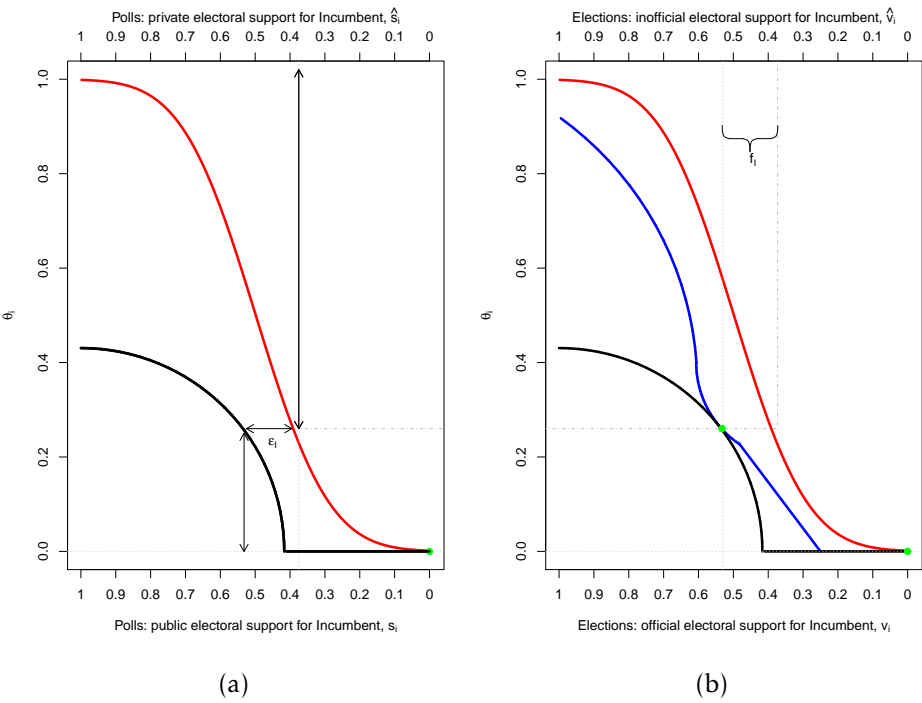 Polls: private electoral support for Incumbent, ŝi
1 0.9 0.8 0.7 0.6 0.5 0.4 0.3 0.2 0.1 0
1.0
0.8
0.6
0.4
0.2
0.0
θi
εI
1 0.9 0.8 0.7 0.6 0.5 0.4 0.3 0.2 0.1 0
Polls: public electoral support for Incumbent, si
(a)
Elections: inofficial electoral support for Incumbent, v̂i
1 0.9 0.8 0.7 0.6 0.5 0.4 0.3 0.2 0.1 0
1.0
0.8
0.6
0.4
0.2
0.0
θi
fI
1 0.9 0.8 0.7 0.6 0.5 0.4 0.3 0.2 0.1 0
Elections: official electoral support for Incumbent, vi
(b)